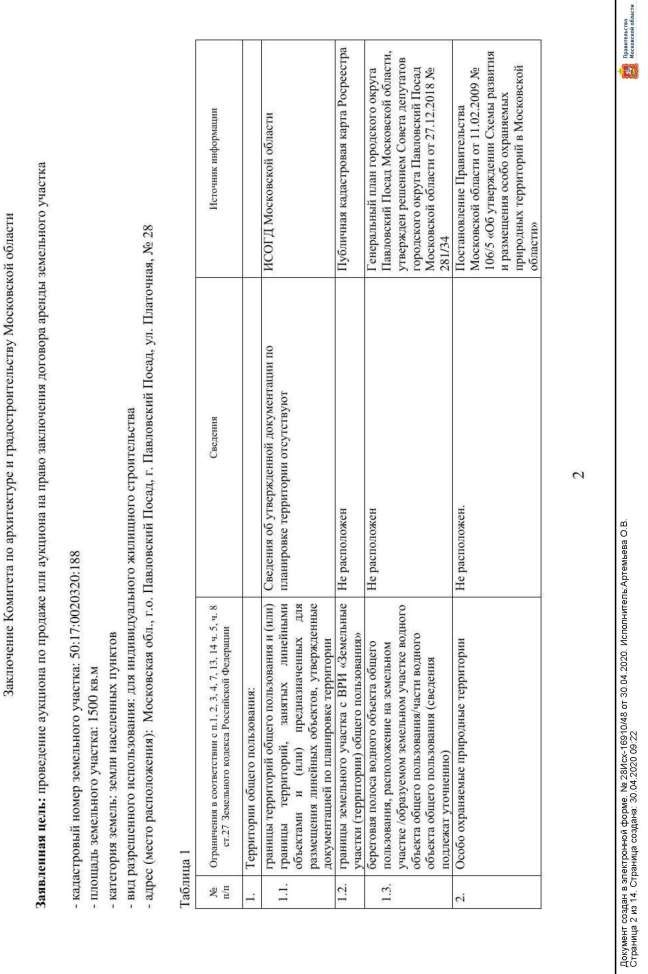 Заключение Комитета по архитектуре и градостроительству Московской области
Заявленная цель: проведение аукциона по продаже или аукциона на право заключения договора аренды земельного участка
- кадастровый номер земельного участка: 50:17:0020320:188
- площадь земельного участка: 1500 кв.м
- категория земель: земли населенных пунктов
- вид разрешенного использования: для индивидуального жилищного строительства
- адрес (место расположения): Московская обл., г.о. Павловский Посад, г. Павловский Посад, ул. Платочная, № 28
Таблица 1
№
п/п
Ограничения в соответствии с п.1, 2, 3, 4, 7, 13, 14 ч. 5, ч. 8
ст.27 Земельного кодекса Российской Федерации
Сведения
Источник информации
1.
Территории общего пользования:
1.1.
границы территорий общего пользования и (или)
границы территорий, занятых линейными
объектами и (или) предназначенных для
размещения линейных объектов, утвержденные
документацией по планировке территории
Сведения об утвержденной документации по
планировке территории отсутствуют
ИСОГД Московской области
1.2.
границы земельного участка с ВРИ «Земельные
участки (территории) общего пользования»
Не расположен
Публичная кадастровая карта Росреестра
1.3.
береговая полоса водного объекта общего
пользования, расположение на земельном
участке /образуемом земельном участке водного
объекта общего пользования/части водного
объекта общего пользования (сведения
подлежат уточнению)
Не расположен
Генеральный план городского округа
Павловский Посад Московской области,
утвержден решением Совета депутатов
городского округа Павловский Посад
Московской области от 27.12.2018 №
281/34
2.
Особо охраняемые природные территории
Не расположен.
Постановление Правительства
Московской области от 11.02.2009 №
106/5 «Об утверждении Схемы развития
и размещения особо охраняемых
природных территорий в Московской
области»
2
Документ создан в электронной форме. № 28Исх-16910/48 от 30.04.2020. Исполнитель:Артемьева О.В.
Страница 2 из 14. Страница создана: 30.04.2020 09:22
Правительство
Московской области